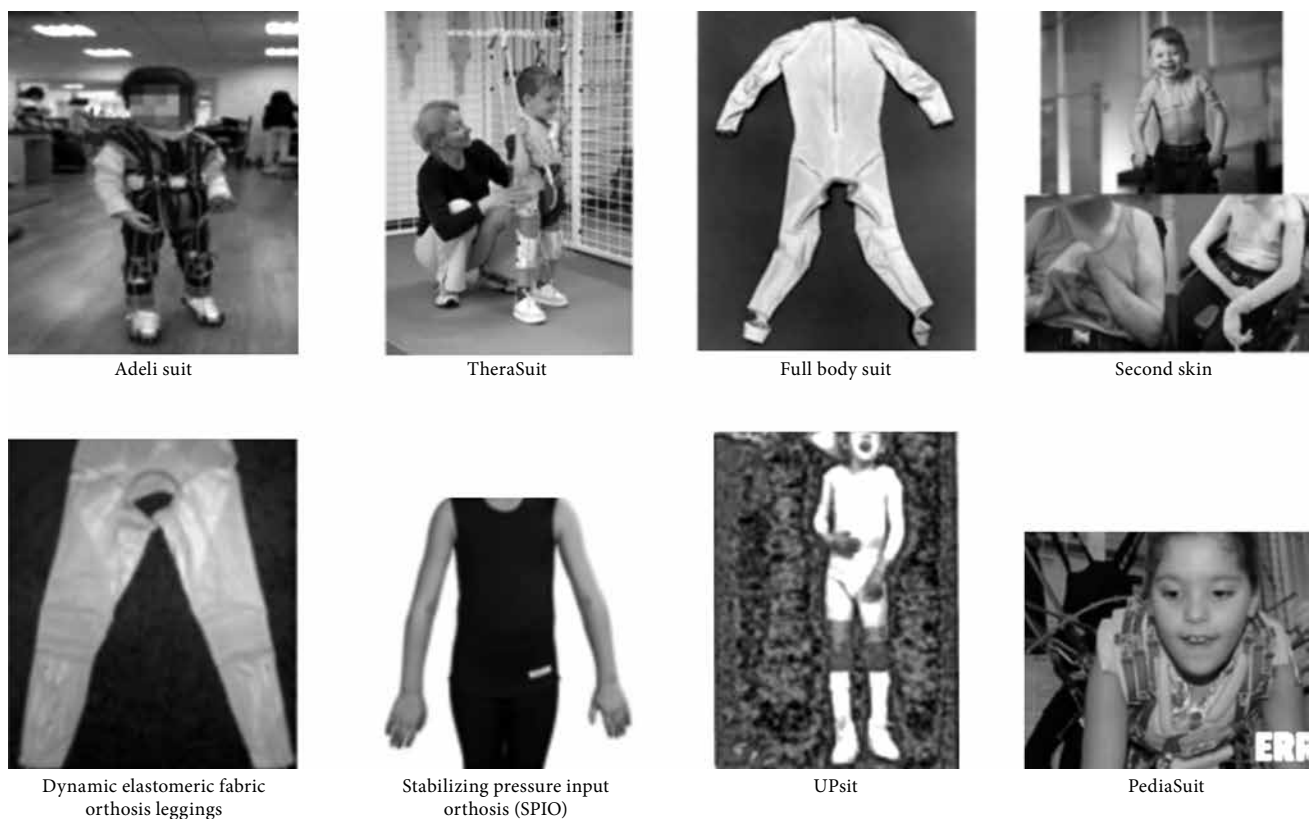 Adeli suit
TheraSuit
Full body suit
Second skin
ERR
Dynamic elastomeric fabric
orthosis leggings
Stabilizing pressure input
orthosis (SPIO)
UPsit
PediaSuit